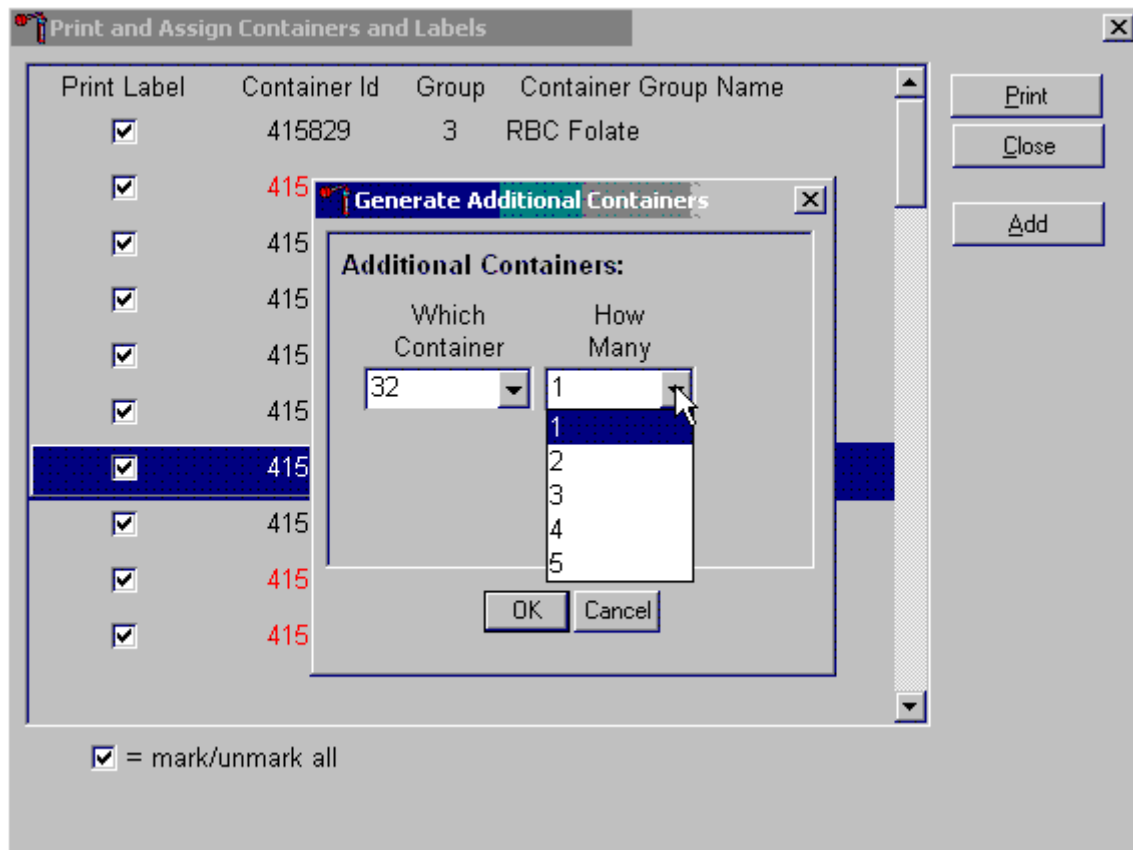 Print and Assign Containers and Labels
Print Label Container Id Group Container Group Name
Print
415829 3 RBC Folate
Close
415
Generate Additional Containers
Add
415
Additional Containers:
415
Which How
Container Many
415
32 1
415
1
415
2
3
415
4
415
5
OK Cancel
415
= mark/unmark all